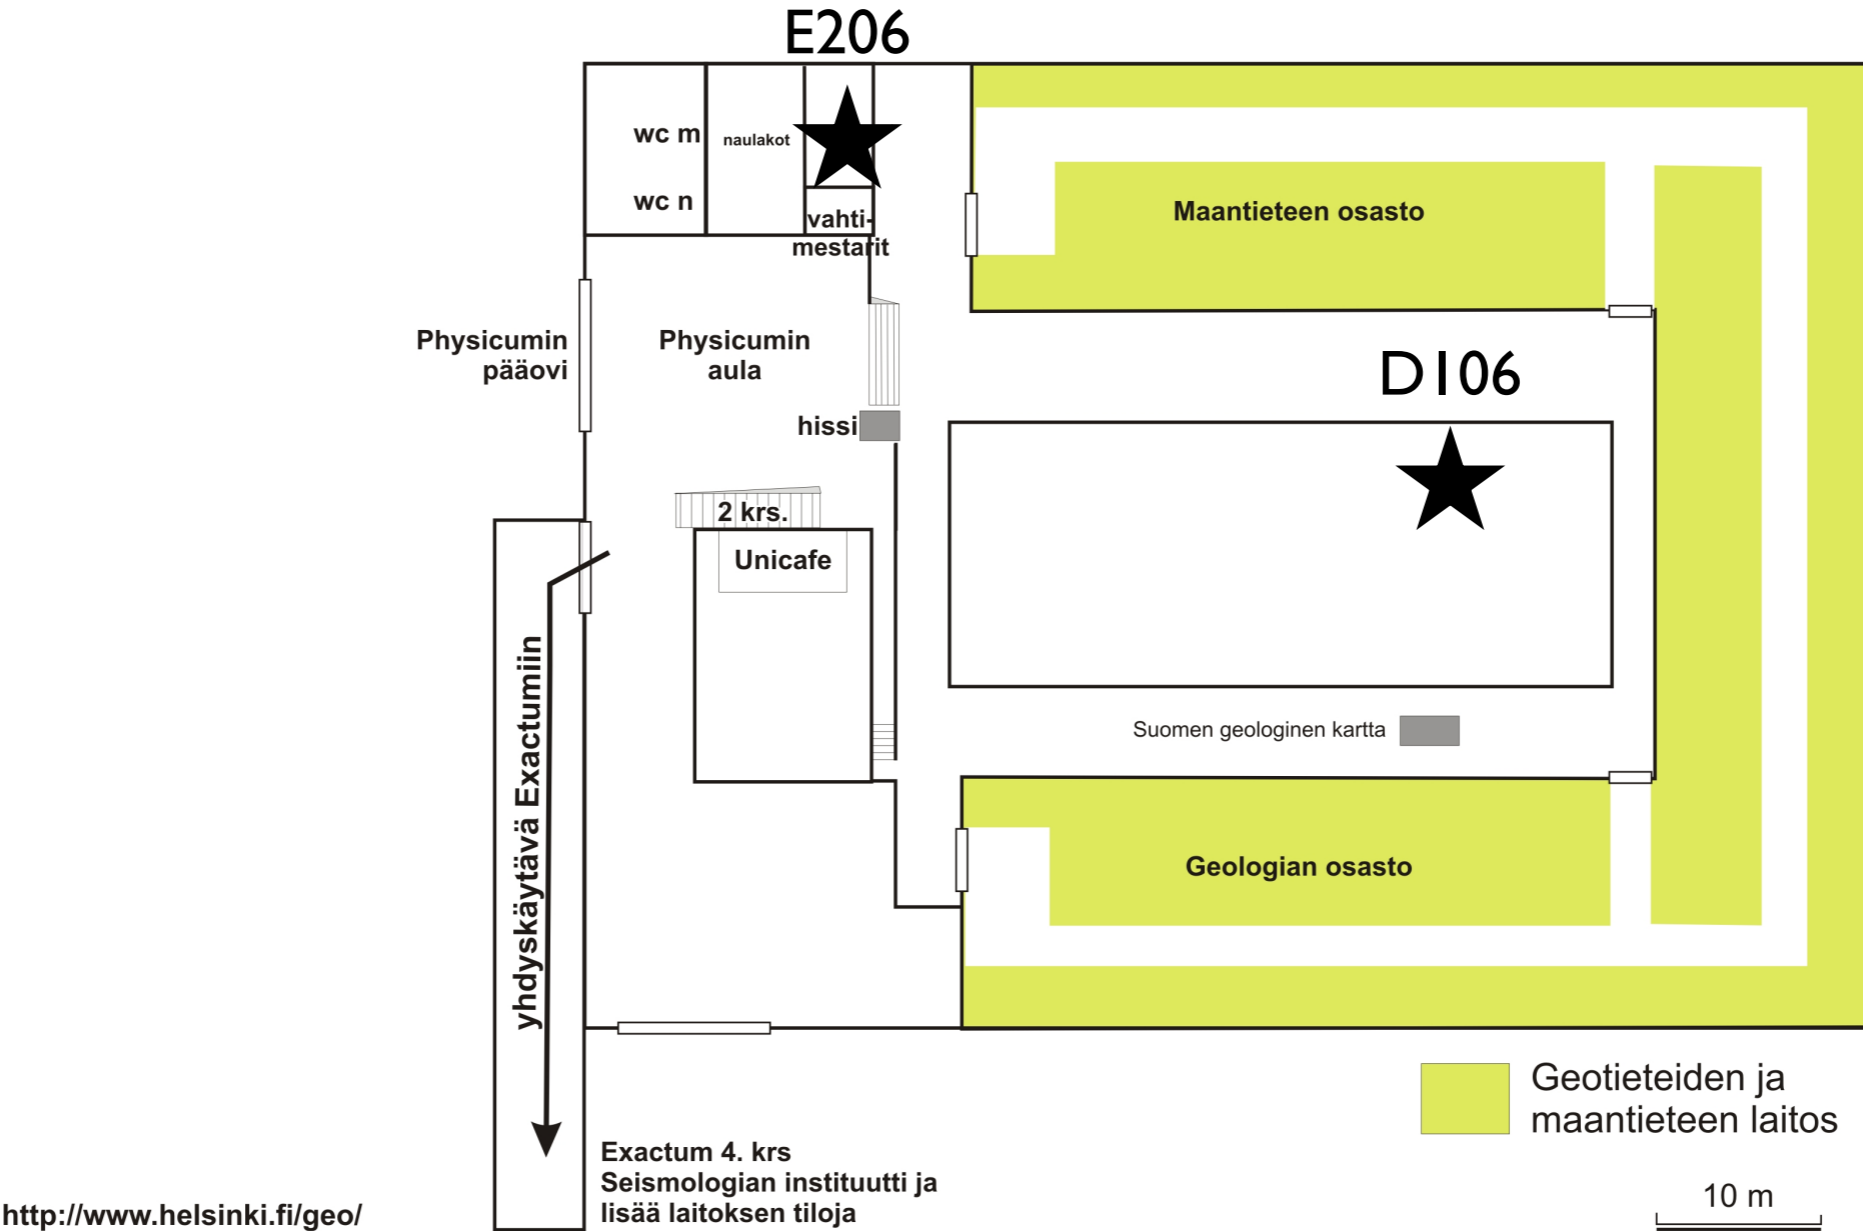 E206
wc m
naulakot
wc n
vahti-
mestarit
Maantieteen osasto
Physicumin
pääovi
Physicumin
aula
D106
hissi
2 krs.
Unicafe
yhdyskäytävä Exactumiin
Suomen geologinen kartta
Geologian osasto
Geotieteiden ja
maantieteen laitos
Exactum 4. krs
Seismologian instituutti ja
lisää laitoksen tiloja
10 m
http://www.helsinki.fi/geo/